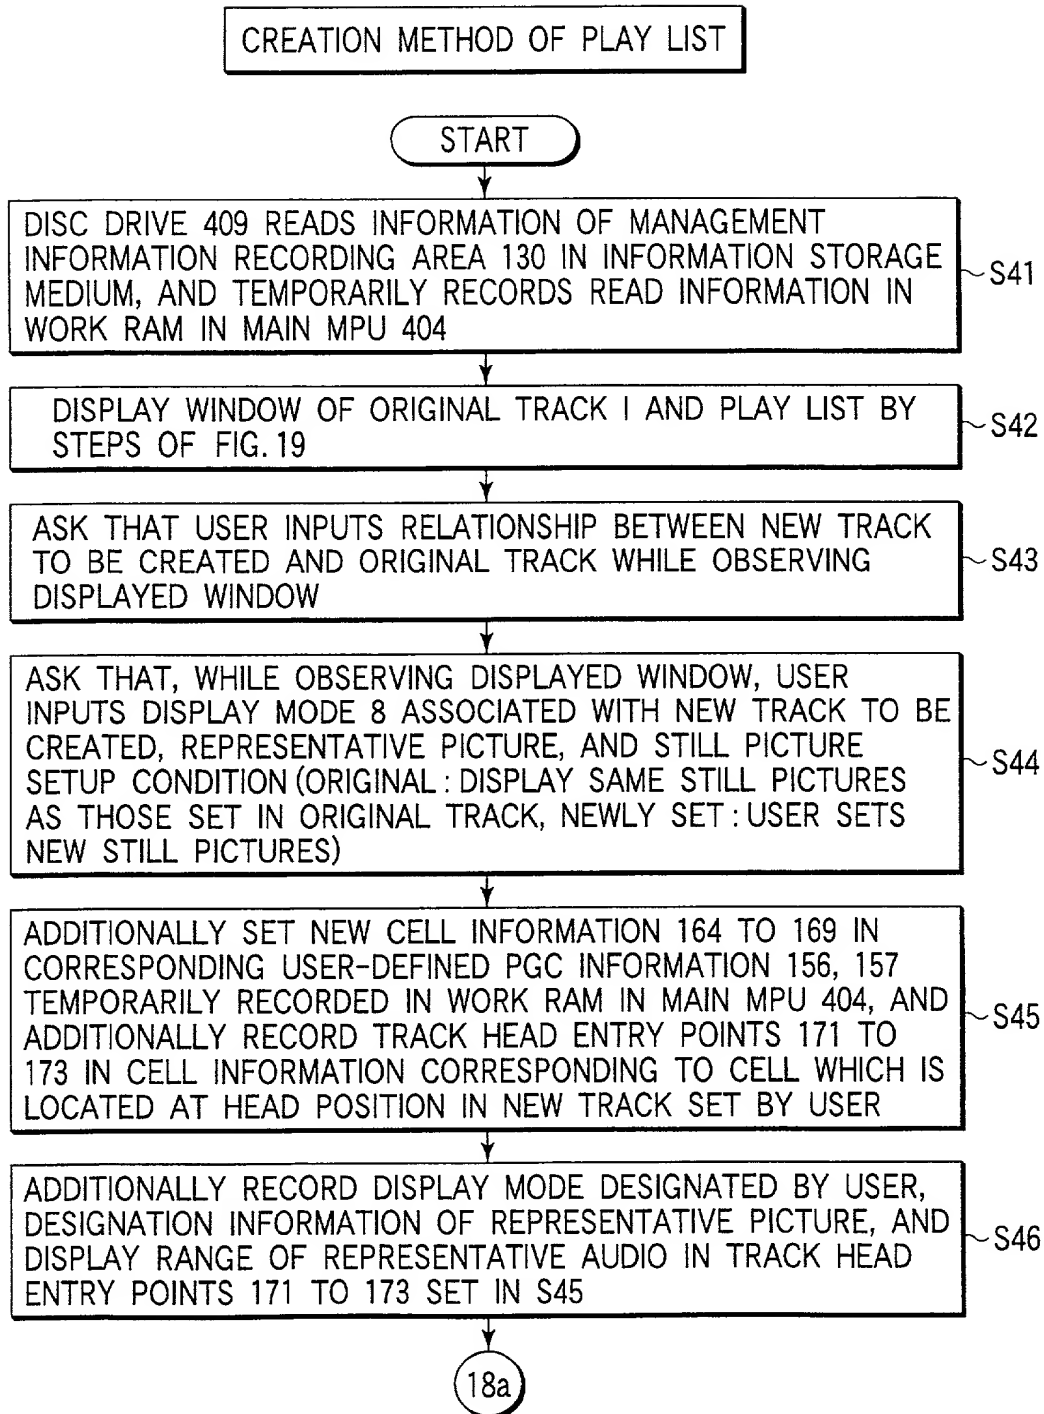 CREATION METHOD OF PLAY LIST
START
DISC DRIVE 409 READS INFORMATION OF MANAGEMENT
INFORMATION RECORDING AREA 130 IN INFORMATION STORAGE
MEDIUM, AND TEMPORARILY RECORDS READ INFORMATION IN
WORK RAM IN MAIN MPU 404
S41
DISPLAY WINDOW OF ORIGINAL TRACK I AND PLAY LIST BY
STEPS OF FIG. 19
S42
ASK THAT USER INPUTS RELATIONSHIP BETWEEN NEW TRACK
TO BE CREATED AND ORIGINAL TRACK WHILE OBSERVING
DISPLAYED WINDOW
S43
ASK THAT, WHILE OBSERVING DISPLAYED WINDOW, USER
INPUTS DISPLAY MODE 8 ASSOCIATED WITH NEW TRACK TO BE
CREATED, REPRESENTATIVE PICTURE, AND STILL PICTURE
SETUP CONDITION (ORIGINAL : DISPLAY SAME STILL PICTURES
AS THOSE SET IN ORIGINAL TRACK, NEWLY SET : USER SETS
NEW STILL PICTURES)
S44
ADDITIONALLY SET NEW CELL INFORMATION 164 TO 169 IN
CORRESPONDING USER-DEFINED PGC INFORMATION 156, 157
TEMPORARILY RECORDED IN WORK RAM IN MAIN MPU 404, AND
ADDITIONALLY RECORD TRACK HEAD ENTRY POINTS 171 TO
173 IN CELL INFORMATION CORRESPONDING TO CELL WHICH IS
LOCATED AT HEAD POSITION IN NEW TRACK SET BY USER
S45
ADDITIONALLY RECORD DISPLAY MODE DESIGNATED BY USER,
DESIGNATION INFORMATION OF REPRESENTATIVE PICTURE, AND
DISPLAY RANGE OF REPRESENTATIVE AUDIO IN TRACK HEAD
ENTRY POINTS 171 TO 173 SET IN S45
S46
18a